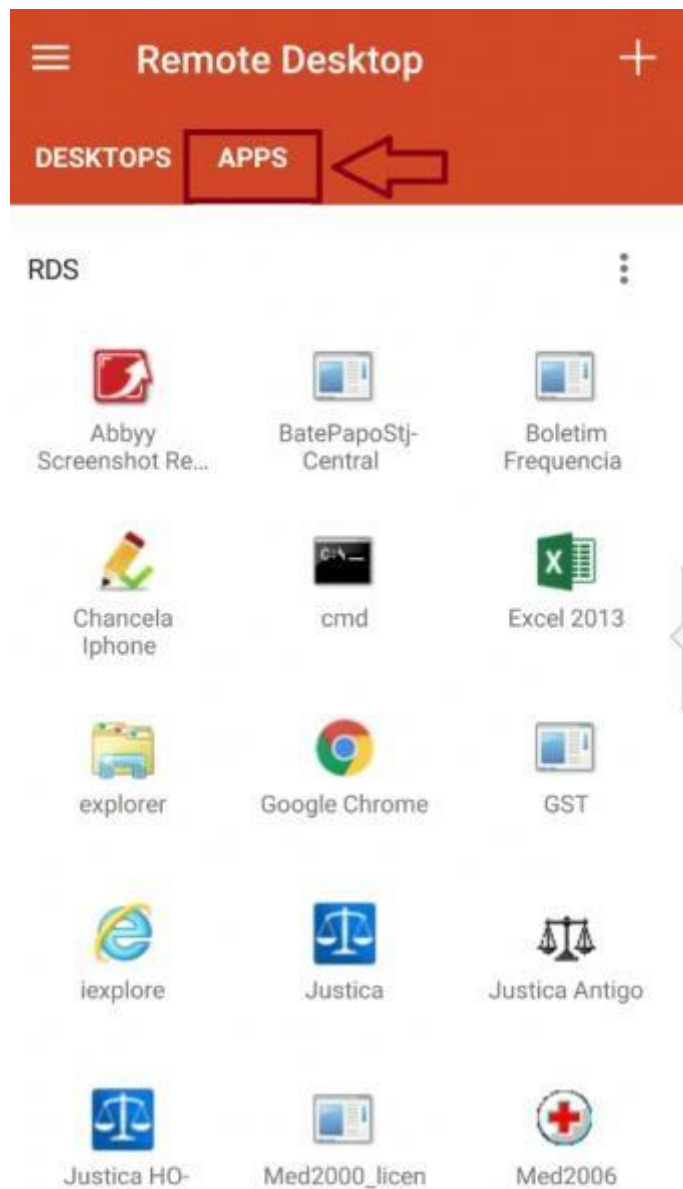 Remote Desktop
DESKTOPS APPS
RDS
Abbyy
Screenshot Re...
BatePapoStj-
Central
Boletim
Frequencia
Chancela
Iphone
cmd
Excel 2013
explorer
Google Chrome
GST
iexplore
Justica
Justica Antigo
Justica HO-
Med2000_licen
Med2006